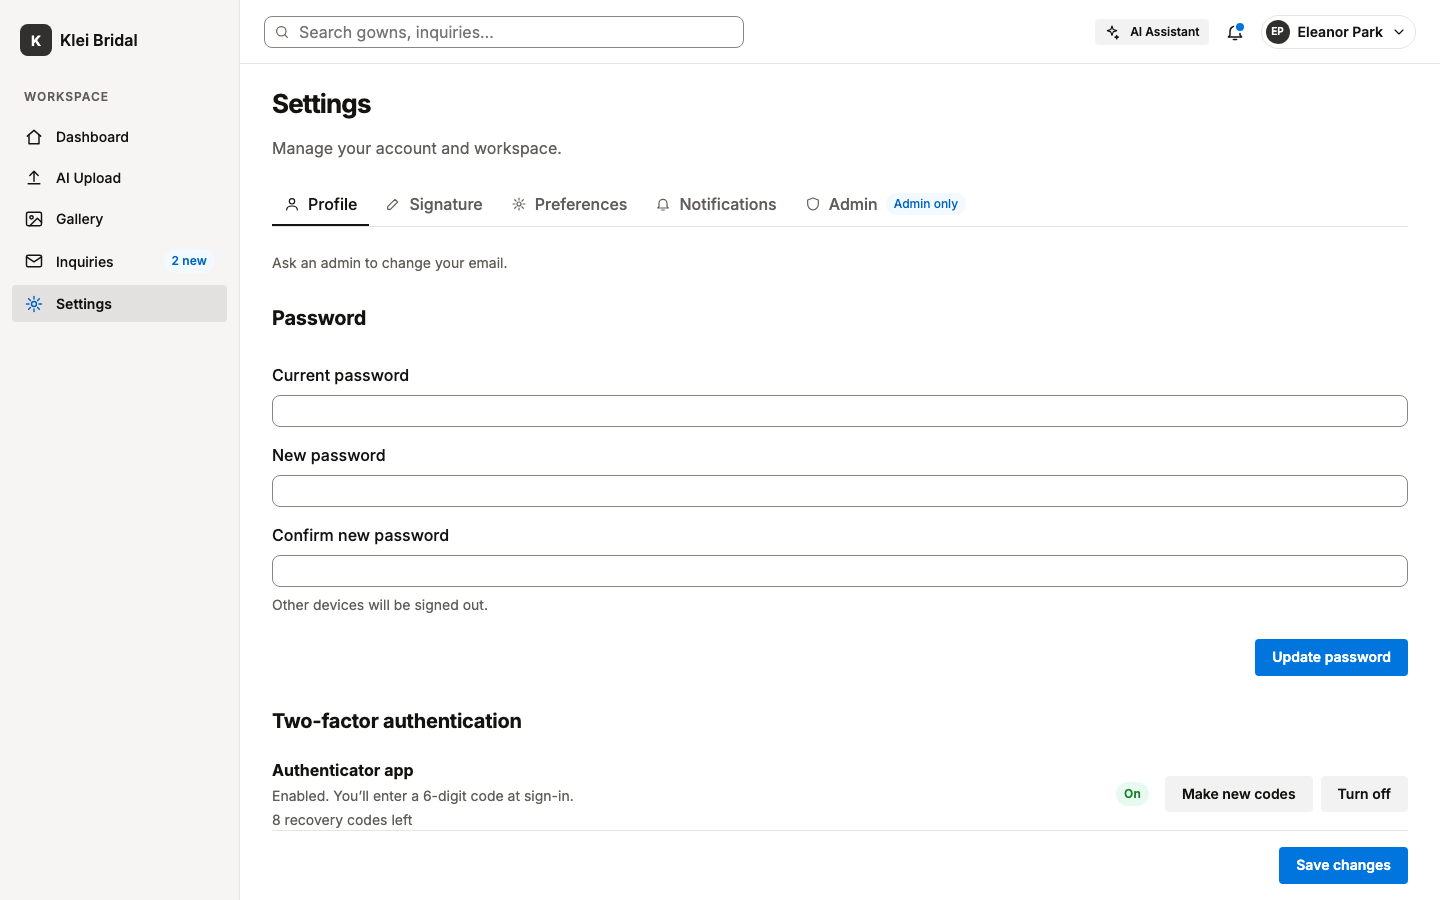 K
Klei Bridal
WORKSPACE
Dashboard
AI Upload
Gallery
Inquiries
2 new
Settings
Search gowns, inquiries...
AI Assistant
EP
Eleanor Park
Settings
Manage your account and workspace.
Profile
Signature
Preferences
Notifications
Admin
Admin only
Ask an admin to change your email.
Password
Current password
New password
Confirm new password
Other devices will be signed out.
Update password
Two-factor authentication
Authenticator app
Enabled. You’ll enter a 6-digit code at sign-in.
8 recovery codes left
On
Make new codes
Turn off
Save changes